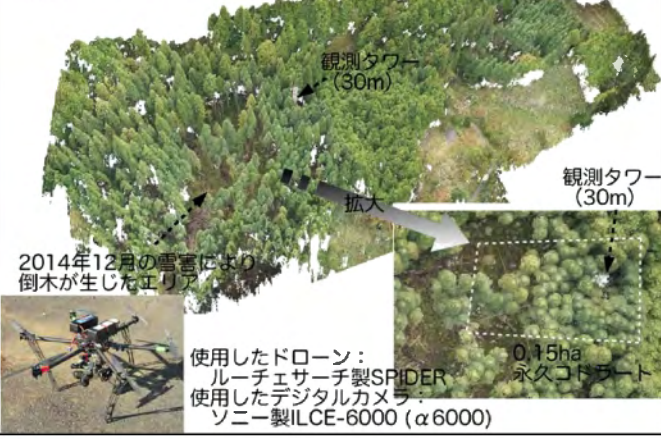 観測タワー
(30m)
観測タワー
(30m)
拡大
2014年12月の雪害により
倒木が生じたエリア
0.15ha
永久コドラート
使用したドローン：
ルーチェサーチ製SPIDER
使用したデジタルカメラ：
ソニー製ILCE-6000 (α6000)